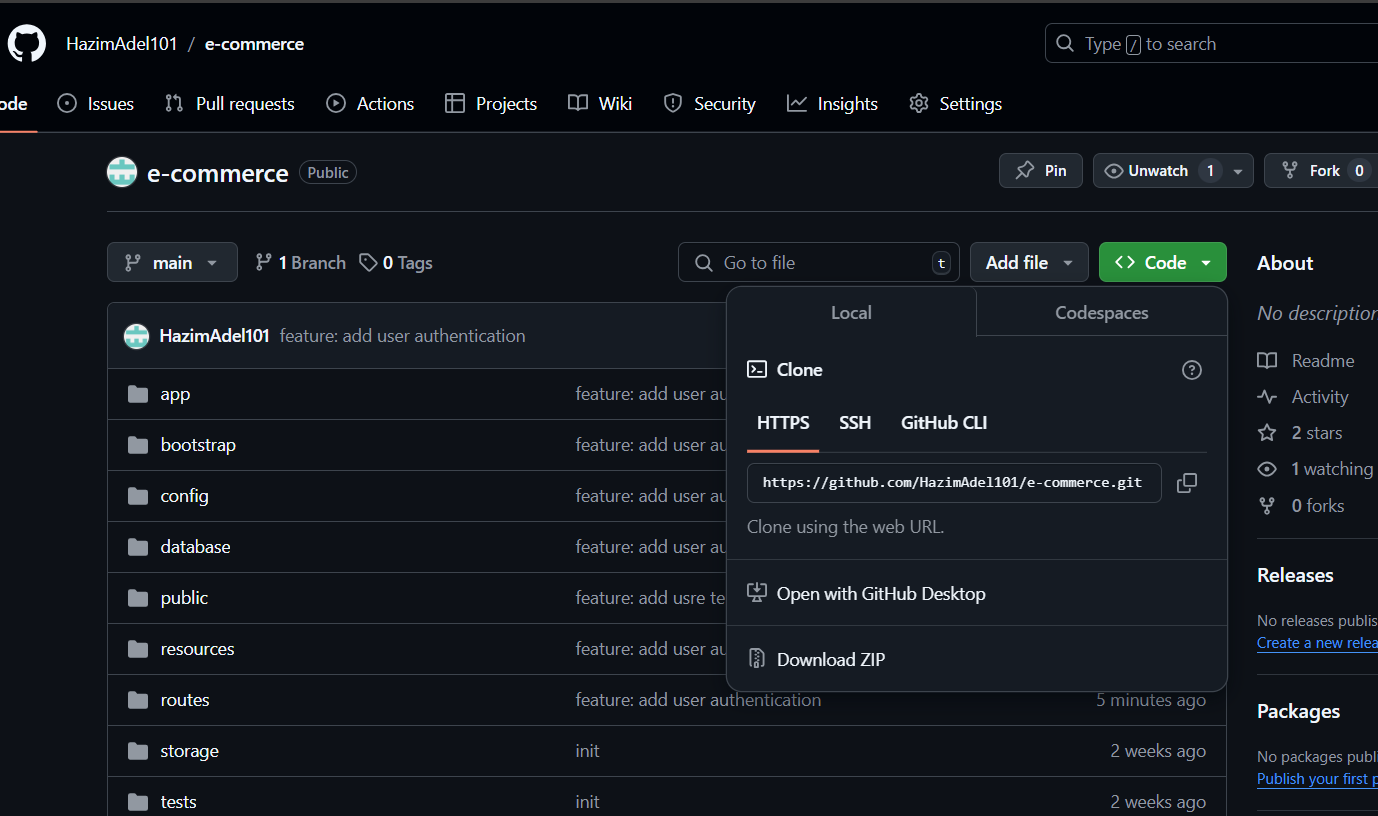 HazimAdel101 / e-commerce
Type / to search
ode Issues Pull requests Actions Projects Wiki Security Insights Settings
e-commerce Public
Pin Unwatch 1 Fork 0
main 1 Branch 0 Tags
Go to file t Add file Code
HazimAdel101 feature: add user authentication
app feature: add user au
bootstrap feature: add user au
config feature: add user au
database feature: add user au
public feature: add usre te
resources feature: add user au
routes feature: add user authentication 5 minutes ago
storage init 2 weeks ago
tests init 2 weeks ago
Local Codespaces
Clone
HTTPS SSH GitHub CLI
https://github.com/HazimAdel101/e-commerce.git
Clone using the web URL.
Open with GitHub Desktop
Download ZIP
About
No description
Readme
Activity
2 stars
1 watching
0 forks
Releases
No releases publis
Create a new relea
Packages
No packages publi
Publish your first p